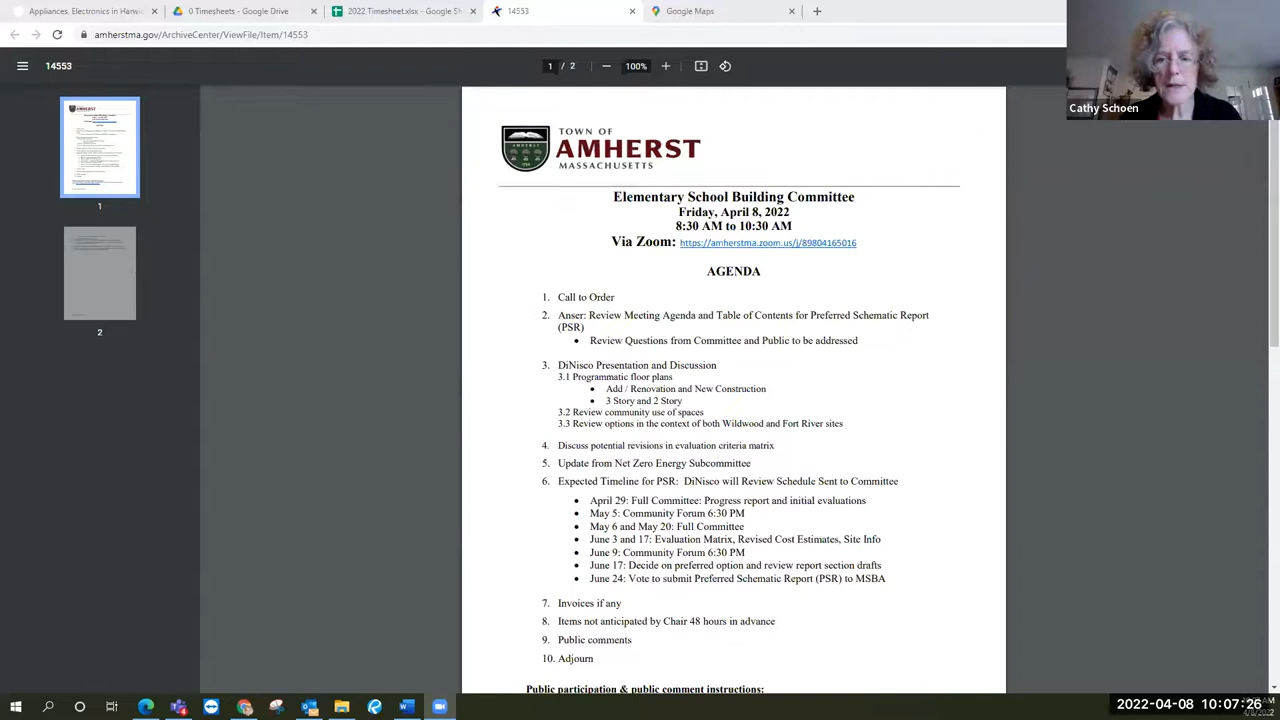 Appliances, Electronics in Harwi
0 Timesheets - Google Drive
2022 Timesheet.xlsx - Google Sh
14553
Google Maps
amherstma.gov/ArchiveCenter/ViewFile/Item/14553
14553
1 / 2
100%
Cathy Schoen
1
2
TOWN OF
AMHERST
MASSACHUSETTS
Elementary School Building Committee
Friday, April 8, 2022
8:30 AM to 10:30 AM
Via Zoom: https://amherstma.zoom.us/j/89804165016
AGENDA
1. Call to Order
2. Anser: Review Meeting Agenda and Table of Contents for Preferred Schematic Report
(PSR)
• Review Questions from Committee and Public to be addressed
3. DiNisco Presentation and Discussion
3.1 Programmatic floor plans
• Add / Renovation and New Construction
• 3 Story and 2 Story
3.2 Review community use of spaces
3.3 Review options in the context of both Wildwood and Fort River sites
4. Discuss potential revisions in evaluation criteria matrix
5. Update from Net Zero Energy Subcommittee
6. Expected Timeline for PSR: DiNisco will Review Schedule Sent to Committee
• April 29: Full Committee: Progress report and initial evaluations
• May 5: Community Forum 6:30 PM
• May 6 and May 20: Full Committee
• June 3 and 17: Evaluation Matrix, Revised Cost Estimates, Site Info
• June 9: Community Forum 6:30 PM
• June 17: Decide on preferred option and review report section drafts
• June 24: Vote to submit Preferred Schematic Report (PSR) to MSBA
7. Invoices if any
8. Items not anticipated by Chair 48 hours in advance
9. Public comments
10. Adjourn
Public participation & public comment instructions:
2022-04-08 10:07:26